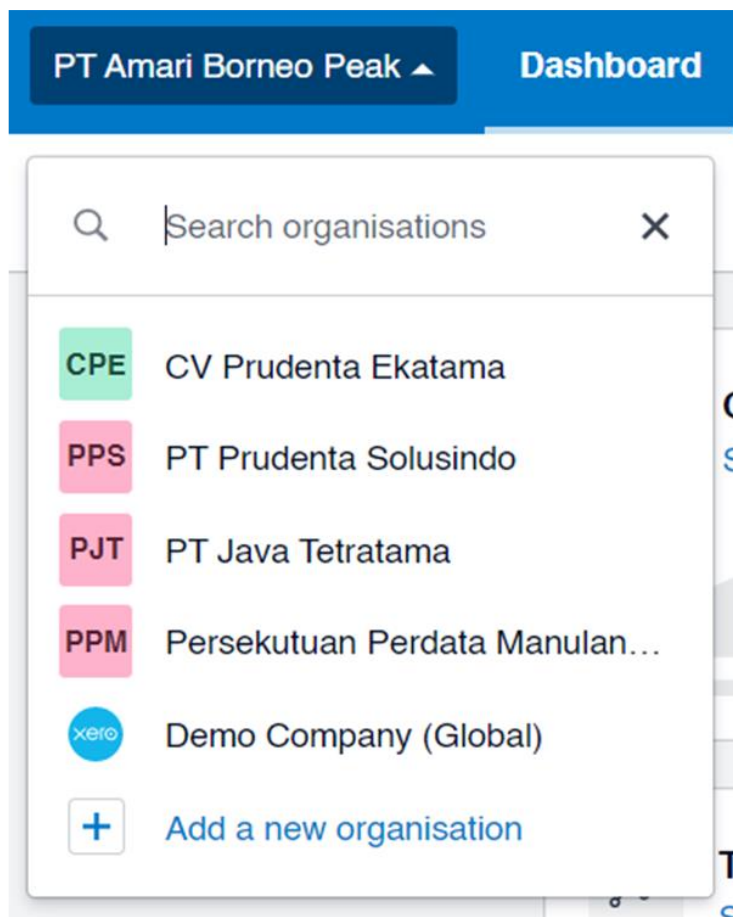 PT Amari Borneo Peak
Dashboard
Search organisations
CPE CV Prudenta Ekatama
PPS PT Prudenta Solusindo
PJT PT Java Tetratama
PPM Persekutuan Perdata Manulan...
xero Demo Company (Global)
Add a new organisation